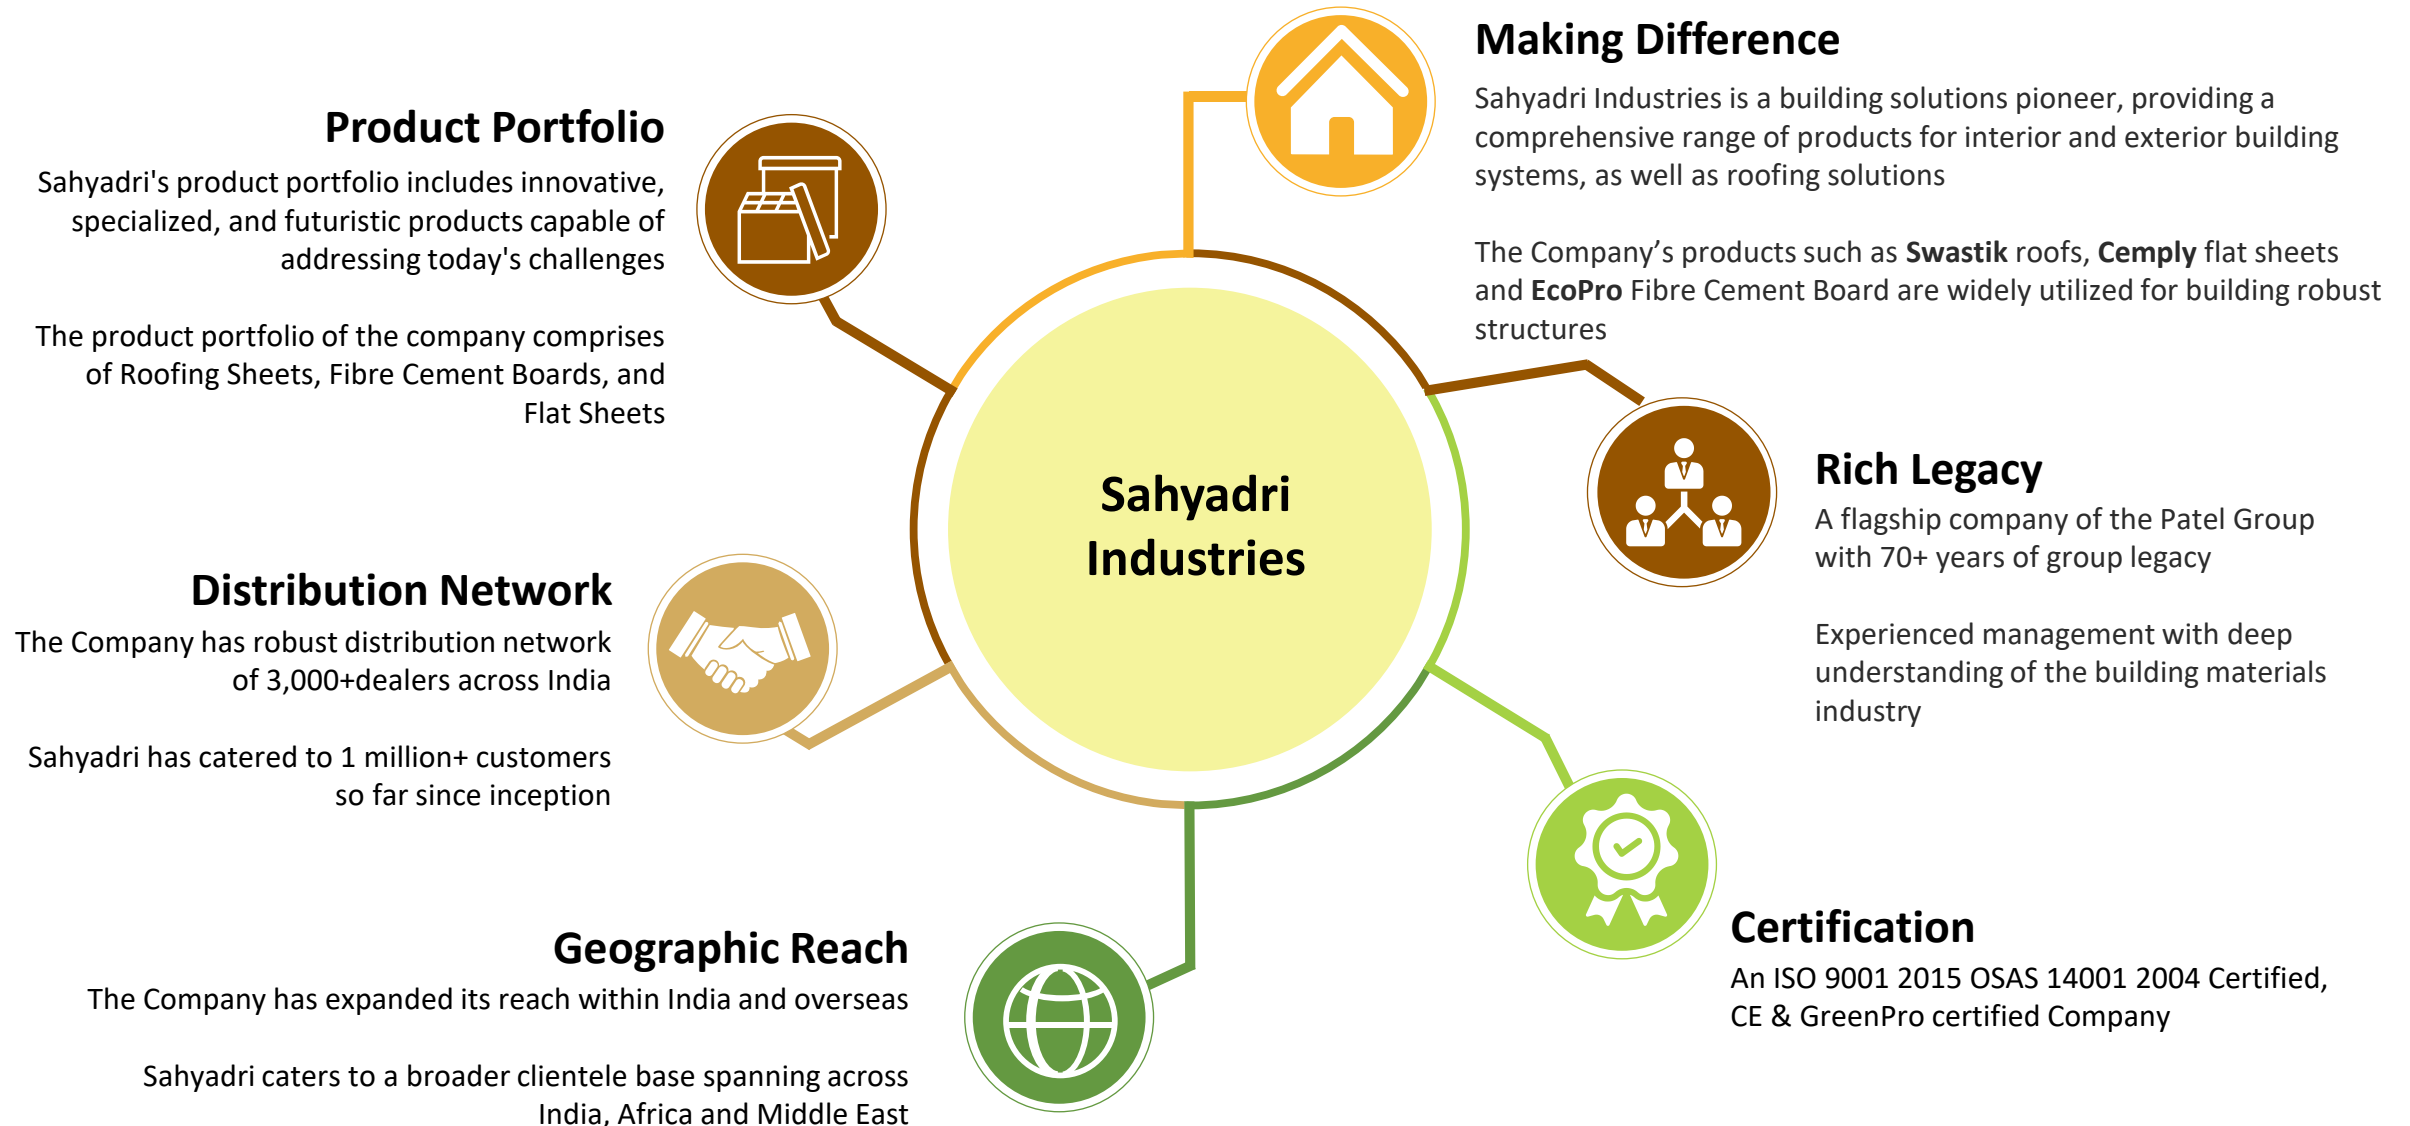 Making Difference
Sahyadri Industries is a building solutions pioneer, providing a
comprehensive range of products for interior and exterior building
systems, as well as roofing solutions
The Company’s products such as Swastik roofs, Cemply flat sheets
and EcoPro Fibre Cement Board are widely utilized for building robust
structures
Product Portfolio
Sahyadri's product portfolio includes innovative,
specialized, and futuristic products capable of
addressing today's challenges
The product portfolio of the company comprises
of Roofing Sheets, Fibre Cement Boards, and
Flat Sheets
Sahyadri
Industries
Rich Legacy
A flagship company of the Patel Group
with 70+ years of group legacy
Experienced management with deep
understanding of the building materials
industry
Distribution Network
The Company has robust distribution network
of 3,000+dealers across India
Sahyadri has catered to 1 million+ customers
so far since inception
Certification
An ISO 9001 2015 OSAS 14001 2004 Certified,
CE & GreenPro certified Company
Geographic Reach
The Company has expanded its reach within India and overseas
Sahyadri caters to a broader clientele base spanning across
India, Africa and Middle East